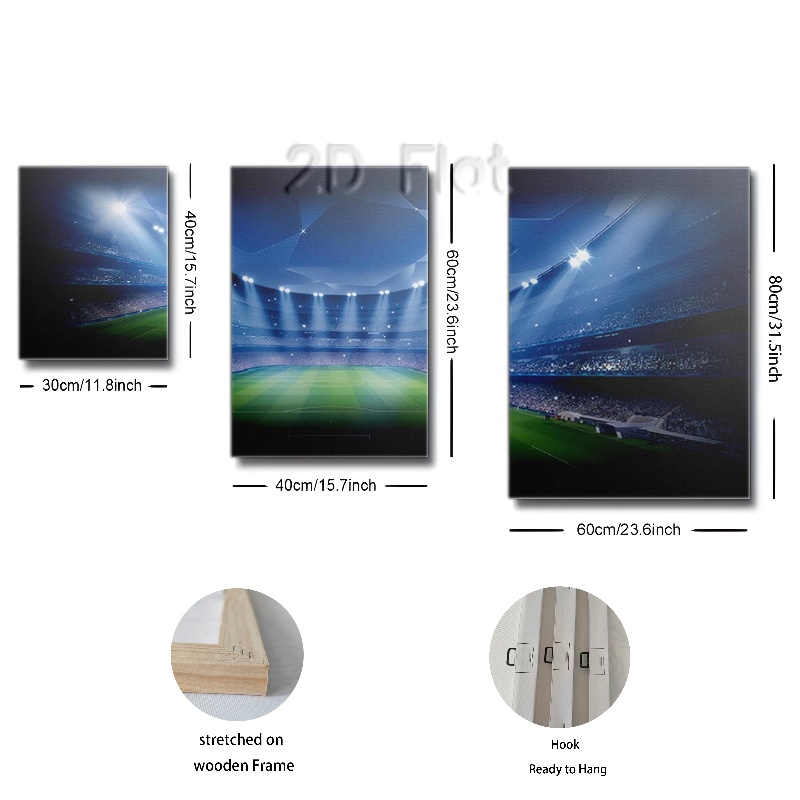 2D Flat
40cm/15.7inch
30cm/11.8inch
60cm/23.6inch
40cm/15.7inch
80cm/31.5inch
60cm/23.6inch
stretched on
wooden Frame
Hook
Ready to Hang